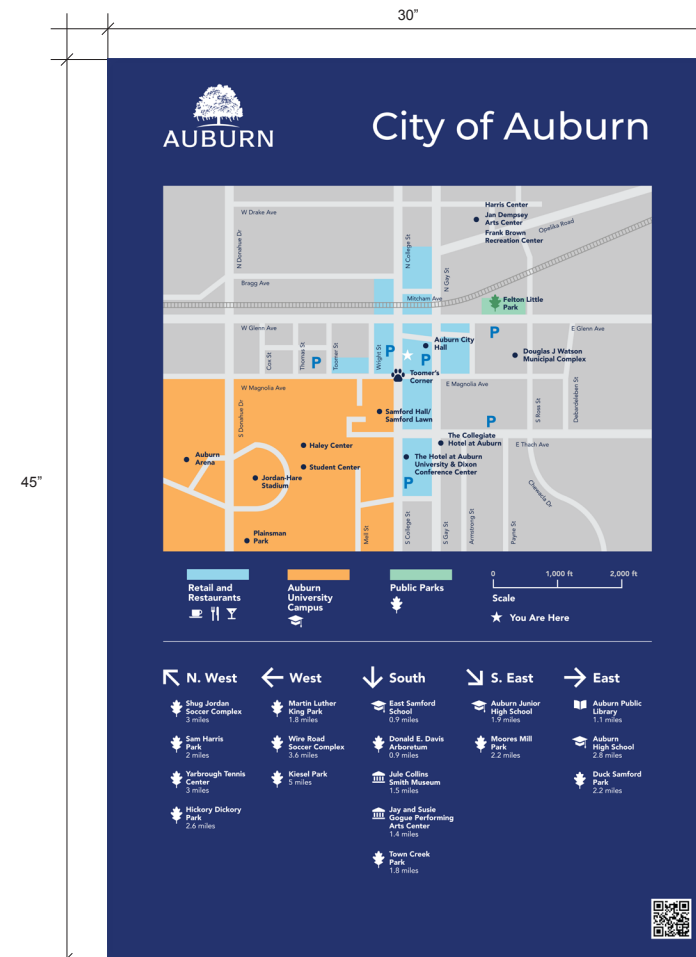 30”
45”
AUBURN
City of Auburn
W Drake Ave
N Donahue Dr
N College St
N Gay St
Harris Center
Jan Dempsey
Arts Center
Frank Brown
Recreation Center
Opelika Road
Bragg Ave
Mitcham Ave
Felton Little
Park
W Glenn Ave
E Glenn Ave
Cox St
Thomas St
P
Toomer St
Wright St
P
Auburn City
Hall
P
P
Douglas J Watson
Municipal Complex
Toomer's
Corner
W Magnolia Ave
E Magnolia Ave
S Donahue Dr
S Ross St
Debardeleben St
Samford Hall/
Samford Lawn
P
The Collegiate
Hotel at Auburn
E Thach Ave
Haley Center
Auburn
Arena
Student Center
The Hotel at Auburn
University & Dixon
Conference Center
Jordan-Hare
Stadium
P
Chewacla Dr
Plainsman
Park
Mell St
S College St
S Gay St
Armstrong St
Payne St
Retail and
Restaurants
Auburn
University
Campus
Public Parks
0 1,000 ft 2,000 ft
Scale
You Are Here
N. West
Shug Jordan
Soccer Complex
3 miles
Sam Harris
Park
2 miles
Yarbrough Tennis
Center
3 miles
Hickory Dickory
Park
2.6 miles
West
Martin Luther
King Park
1.8 miles
Wire Road
Soccer Complex
3.6 miles
Kiesel Park
5 miles
South
East Samford
School
0.9 miles
Donald E. Davis
Arboretum
0.9 miles
Jule Collins
Smith Museum
1.5 miles
Jay and Susie
Gogue Performing
Arts Center
1.4 miles
Town Creek
Park
1.8 miles
S. East
Auburn Junior
High School
1.9 miles
Moores Mill
Park
2.2 miles
East
Auburn Public
Library
1.1 miles
Auburn
High School
2.8 miles
Duck Samford
Park
2.2 miles